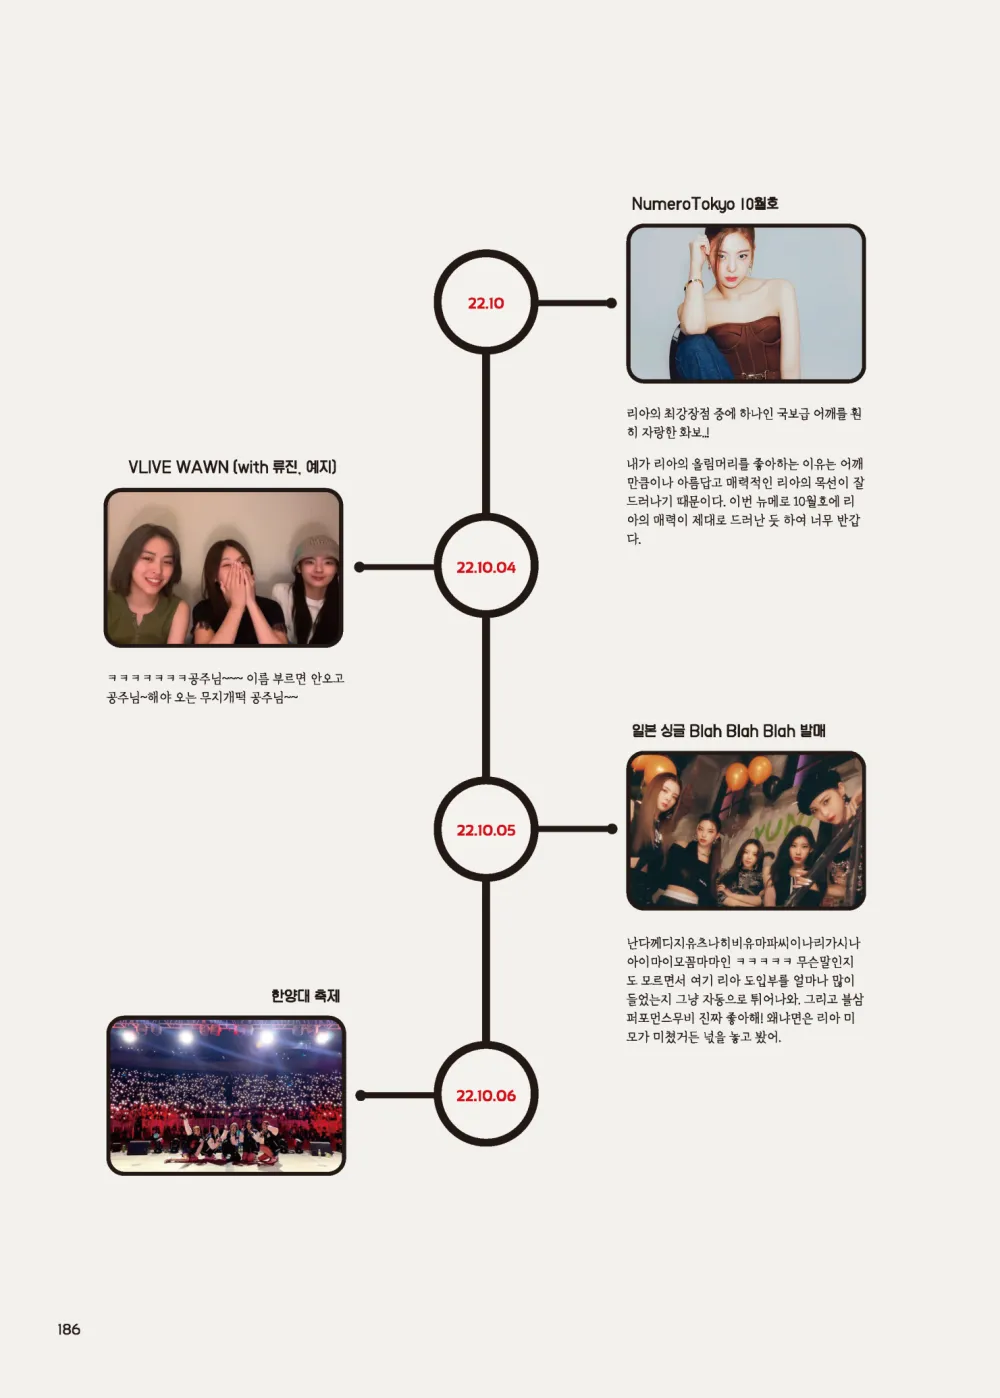 NumeroTokyo 10월호
22.10
리아의 최강장점 중에 하나인 국보급 어깨를 훤
히 자랑한 화보..!
내가 리아의 올림머리를 좋아하는 이유는 어깨
만큼이나 아름답고 매력적인 리아의 목선이 잘
드러나기 때문이다. 이번 뉴메로 10월호에 리
아의 매력이 제대로 드러난 듯 하여 너무 반갑
다.
VLIVE WAWN (with 류진, 예지)
22.10.04
ㅋㅋㅋㅋㅋㅋㅋ공주님~~~ 이름 부르면 안오고
공주님~해야 오는 무지개떡 공주님~~
일본 싱글 Blah Blah Blah 발매
22.10.05
난다께디지유츠나히비유마파씨이나리가시나
아이마이모꼼마마인 ㅋㅋㅋㅋㅋ 무슨말인지
도 모르면서 여기 리아 도입부를 얼마나 많이
들었는지 그냥 자동으로 튀어나와. 그리고 블삼
퍼포먼스무비 진짜 좋아해! 왜냐면은 리아 미
모가 미쳤거든 넋을 놓고 봤어.
한양대 축제
22.10.06
186